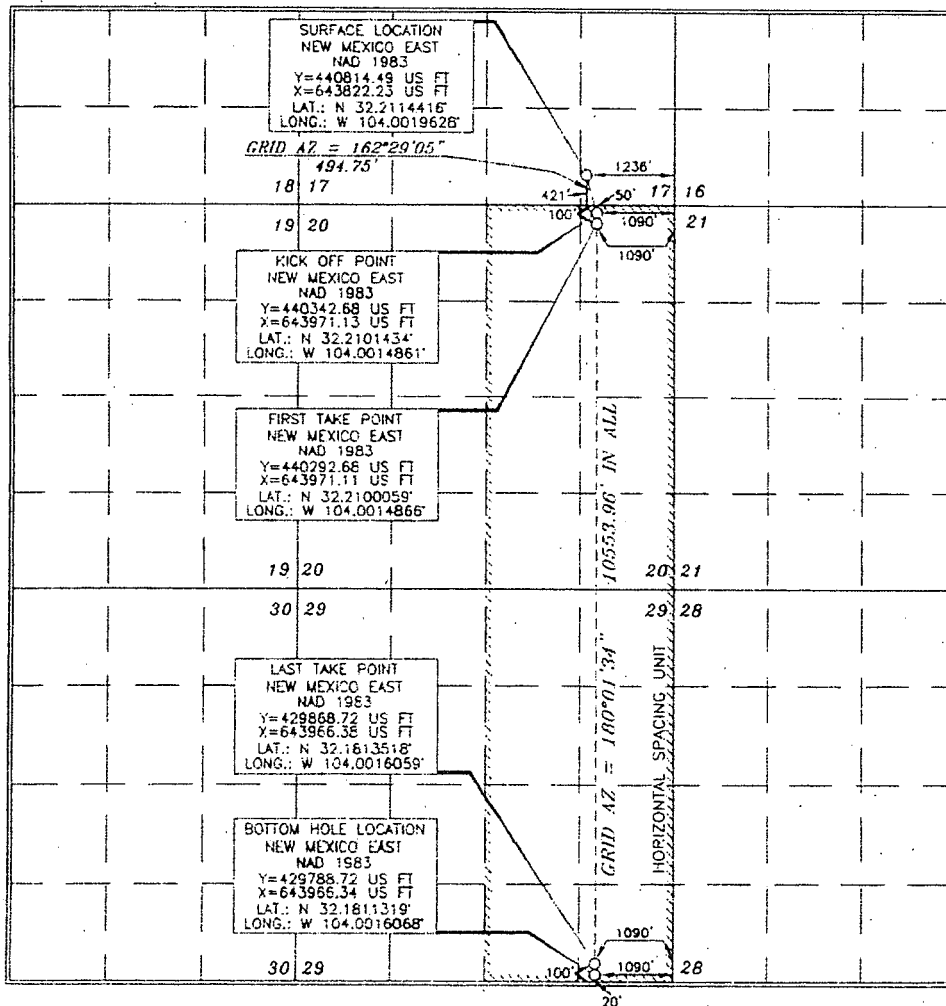 SURFACE LOCATION
NEW MEXICO EAST
NAD 1983
Y=440814.49 US FT
X=643822.23 US FT
LAT.: N 32.2114416°
LONG.: W 104.0019628°
GRID AZ = 162°29'05"
494.75'
1236'
18 17
421'
50'
17 16
100'
1090'
19 20
21
1090'
KICK OFF POINT
NEW MEXICO EAST
NAD 1983
Y=440342.68 US FT
X=643971.13 US FT
LAT.: N 32.2101434°
LONG.: W 104.0014861°
FIRST TAKE POINT
NEW MEXICO EAST
NAD 1983
Y=440292.68 US FT
X=643971.11 US FT
LAT.: N 32.2100059°
LONG.: W 104.0014866°
GRID AZ = 180°01'34" 10553.96' IN ALL
19 20
20 21
30 29
29 28
HORIZONTAL SPACING UNIT
LAST TAKE POINT
NEW MEXICO EAST
NAD 1983
Y=429868.72 US FT
X=643966.38 US FT
LAT.: N 32.1813518°
LONG.: W 104.0016059°
BOTTOM HOLE LOCATION
NEW MEXICO EAST
NAD 1983
Y=429788.72 US FT
X=643966.34 US FT
LAT.: N 32.1811319°
LONG.: W 104.0016068°
1090'
30 29
100'
1090'
28
20'